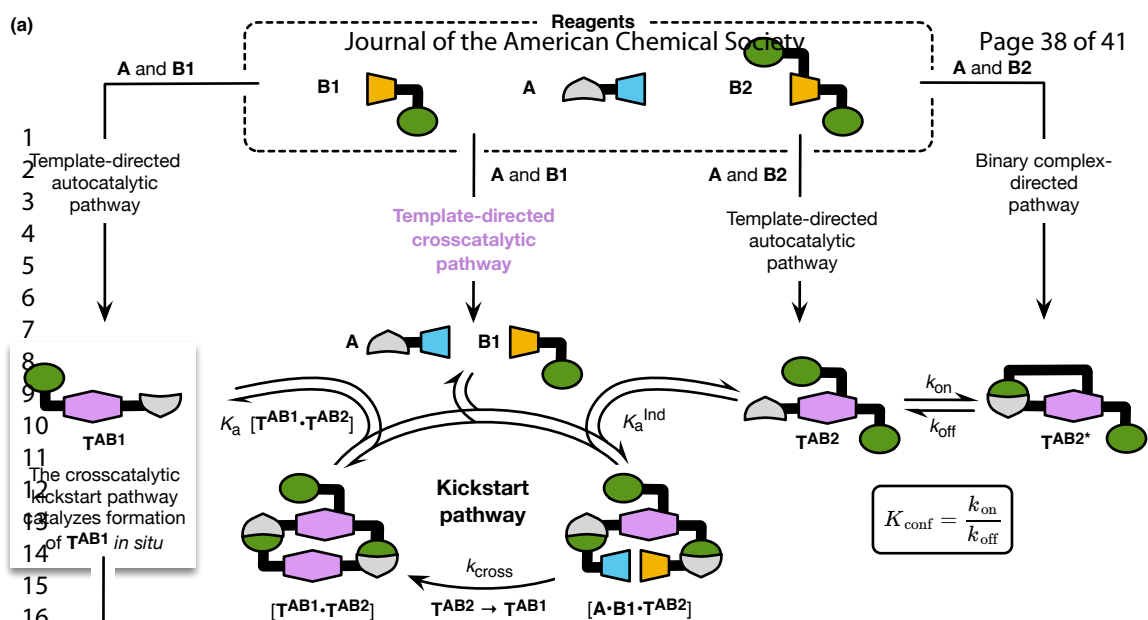 (a)
Reagents
Journal of the American Chemical Society
Page 38 of 41
A and B1
B1
A
B2
A and B2
1
2
3
4
5
6
7
8
9
10
11
12
13
14
15
16
Template-directed
autocatalytic
pathway
A and B1
A and B2
Binary complex-
directed
pathway
Template-directed
crosscatalytic
pathway
Template-directed
autocatalytic
pathway
A
B1
T^AB1
K_a [T^AB1·T^AB2]
K_a^Ind
T^AB2
k_on
k_off
T^AB2*
The crosscatalytic
kickstart pathway
catalyzes formation
of T^AB1 in situ
Kickstart
pathway
K_conf = k_on / k_off
k_cross
[T^AB1·T^AB2]
T^AB2 → T^AB1
[A·B1·T^AB2]